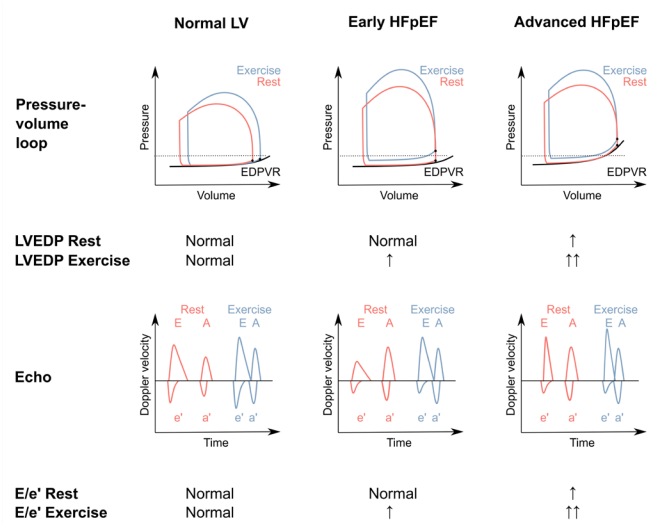 Normal LV Early HFpEF Advanced HFpEF
Pressure-
volume
loop
Pressure
Exercise
Rest
EDPVR
Volume
Pressure
Exercise
Rest
EDPVR
Volume
Pressure
Exercise
Rest
EDPVR
Volume
LVEDP Rest Normal Normal ↑
LVEDP Exercise Normal ↑ ↑↑
Echo
Doppler velocity
Rest Exercise
E A E A
e' a' e' a'
Time
Doppler velocity
Rest Exercise
E A E A
e' a' e' a'
Time
Doppler velocity
Rest Exercise
E A E A
e' a' e' a'
Time
E/e' Rest Normal Normal ↑
E/e' Exercise Normal ↑ ↑↑